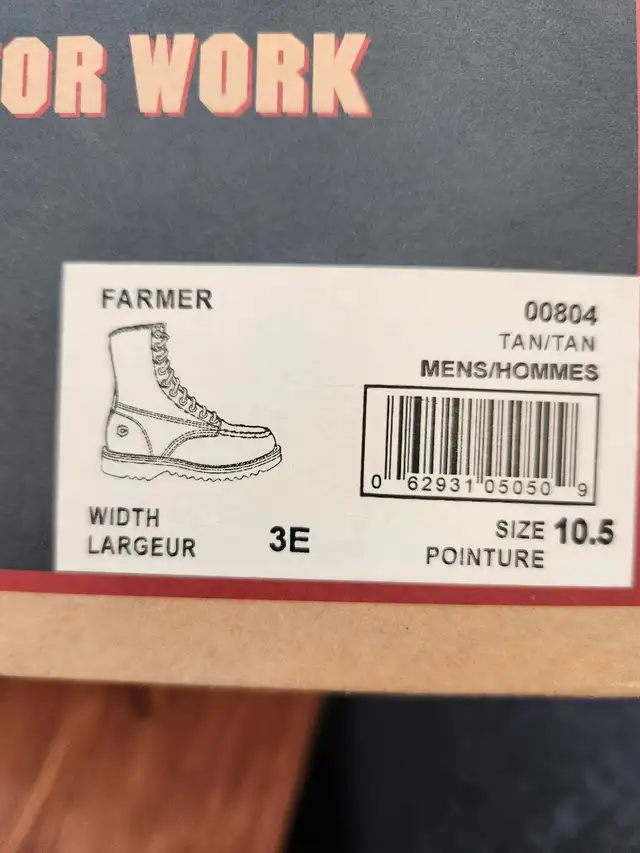 OR WORK
FARMER
00804
TAN/TAN
MENS/HOMMES
0 62931 05050 9
WIDTH
LARGEUR
3E
SIZE 10.5
POINTURE